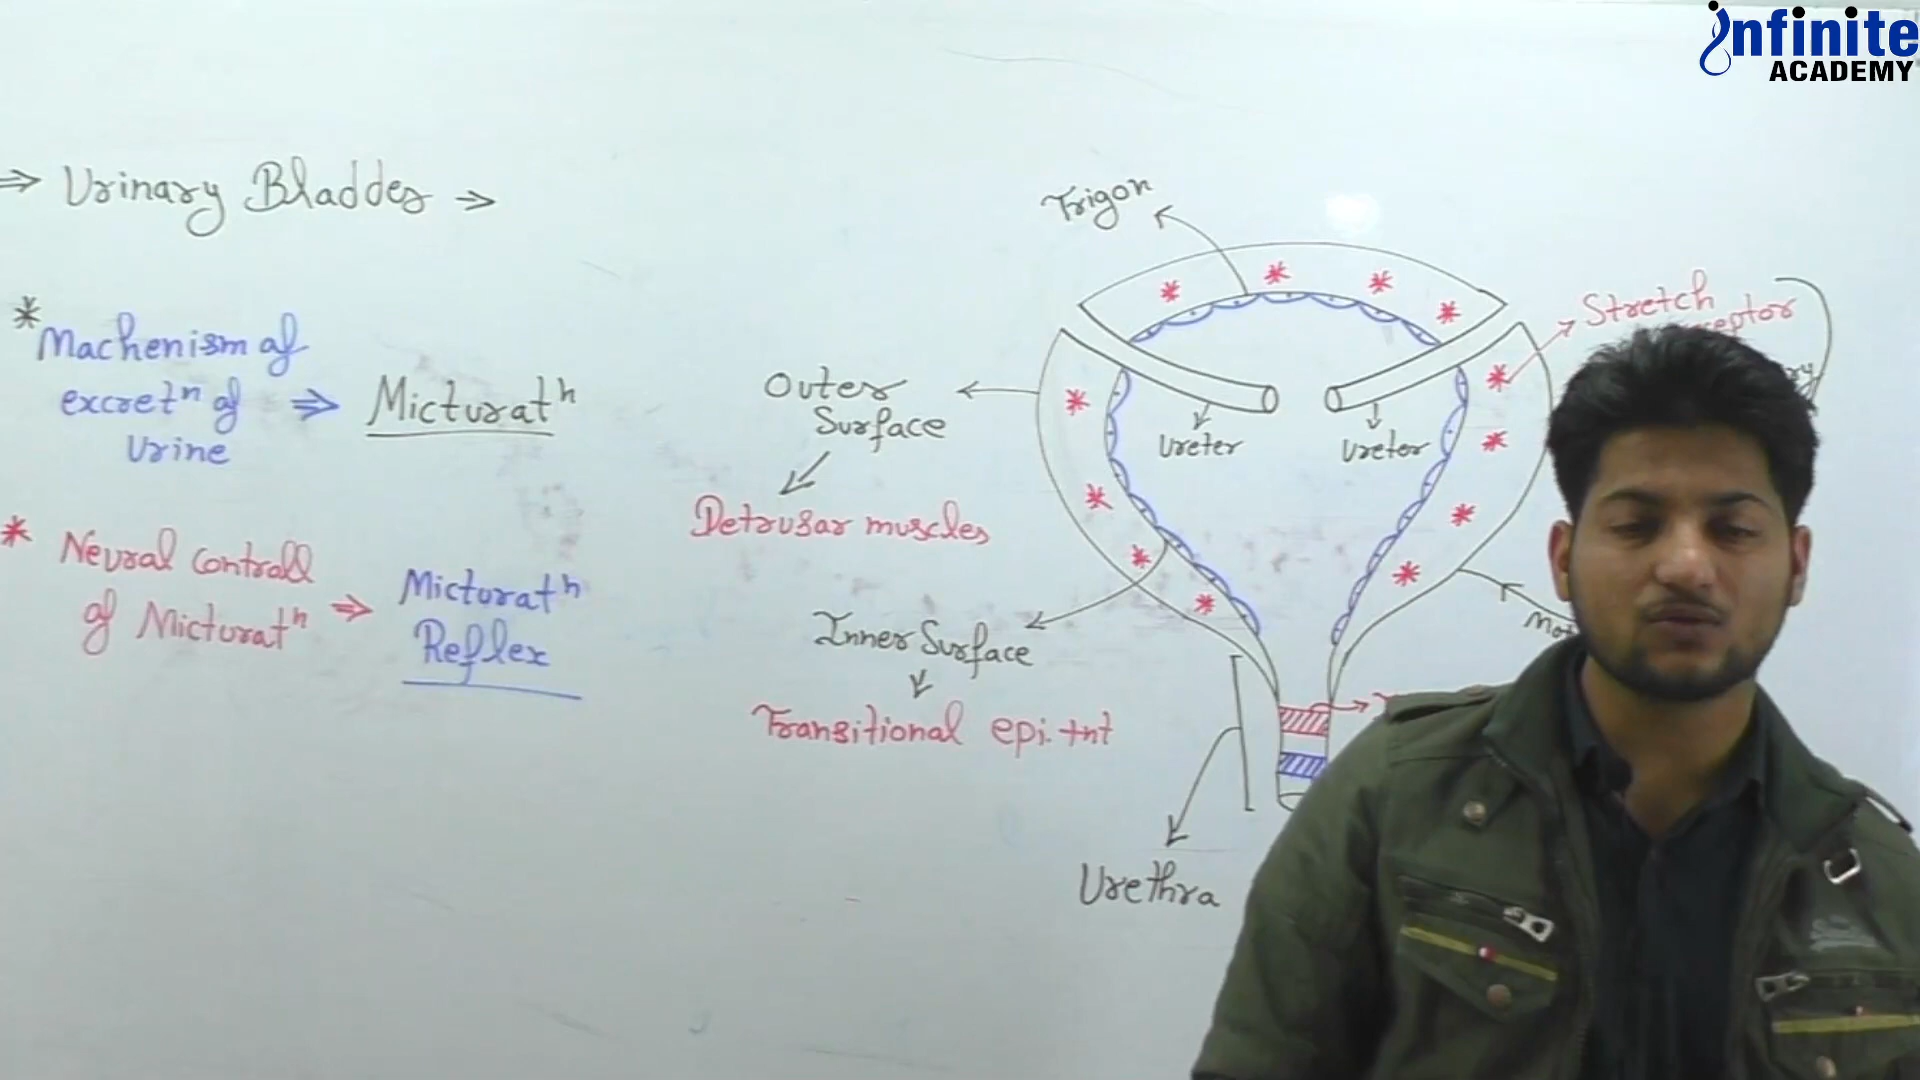 infinite
ACADEMY
⇒ Urinary Bladder →
* Machenism of
excretⁿ of ⇒ Micturatⁿ
Urine
* Neural Controll
of Micturatⁿ ⇒ Micturatⁿ
Reflex
Trigon
Stretch
Outer
Surface
Detrusar muscles
Ureter
Ureter
Inner Surface
Transitional epi. tnt
Urethra